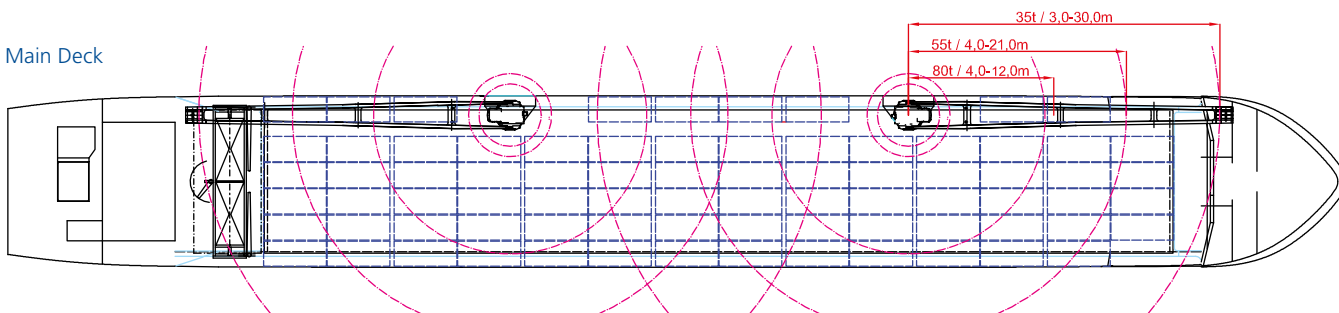 35t / 3,0-30,0m
Main Deck
55t / 4,0-21,0m
80t / 4,0-12,0m